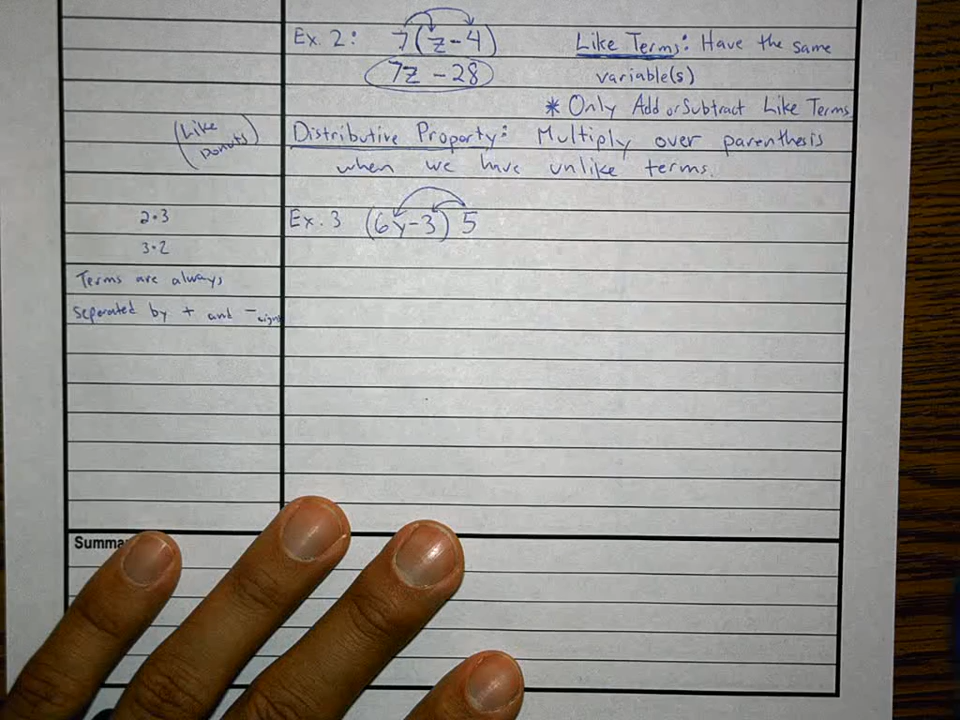 Ex. 2: 7(z-4) Like Terms: Have the same
7z - 28 variable(s)
* Only Add or Subtract Like Terms
(Like Donuts)
Distributive Property: Multiply over parenthesis
when we have unlike terms.
2·3 Ex. 3 (6y-3)5
3·2
Terms are always
separated by + and - signs
Summa